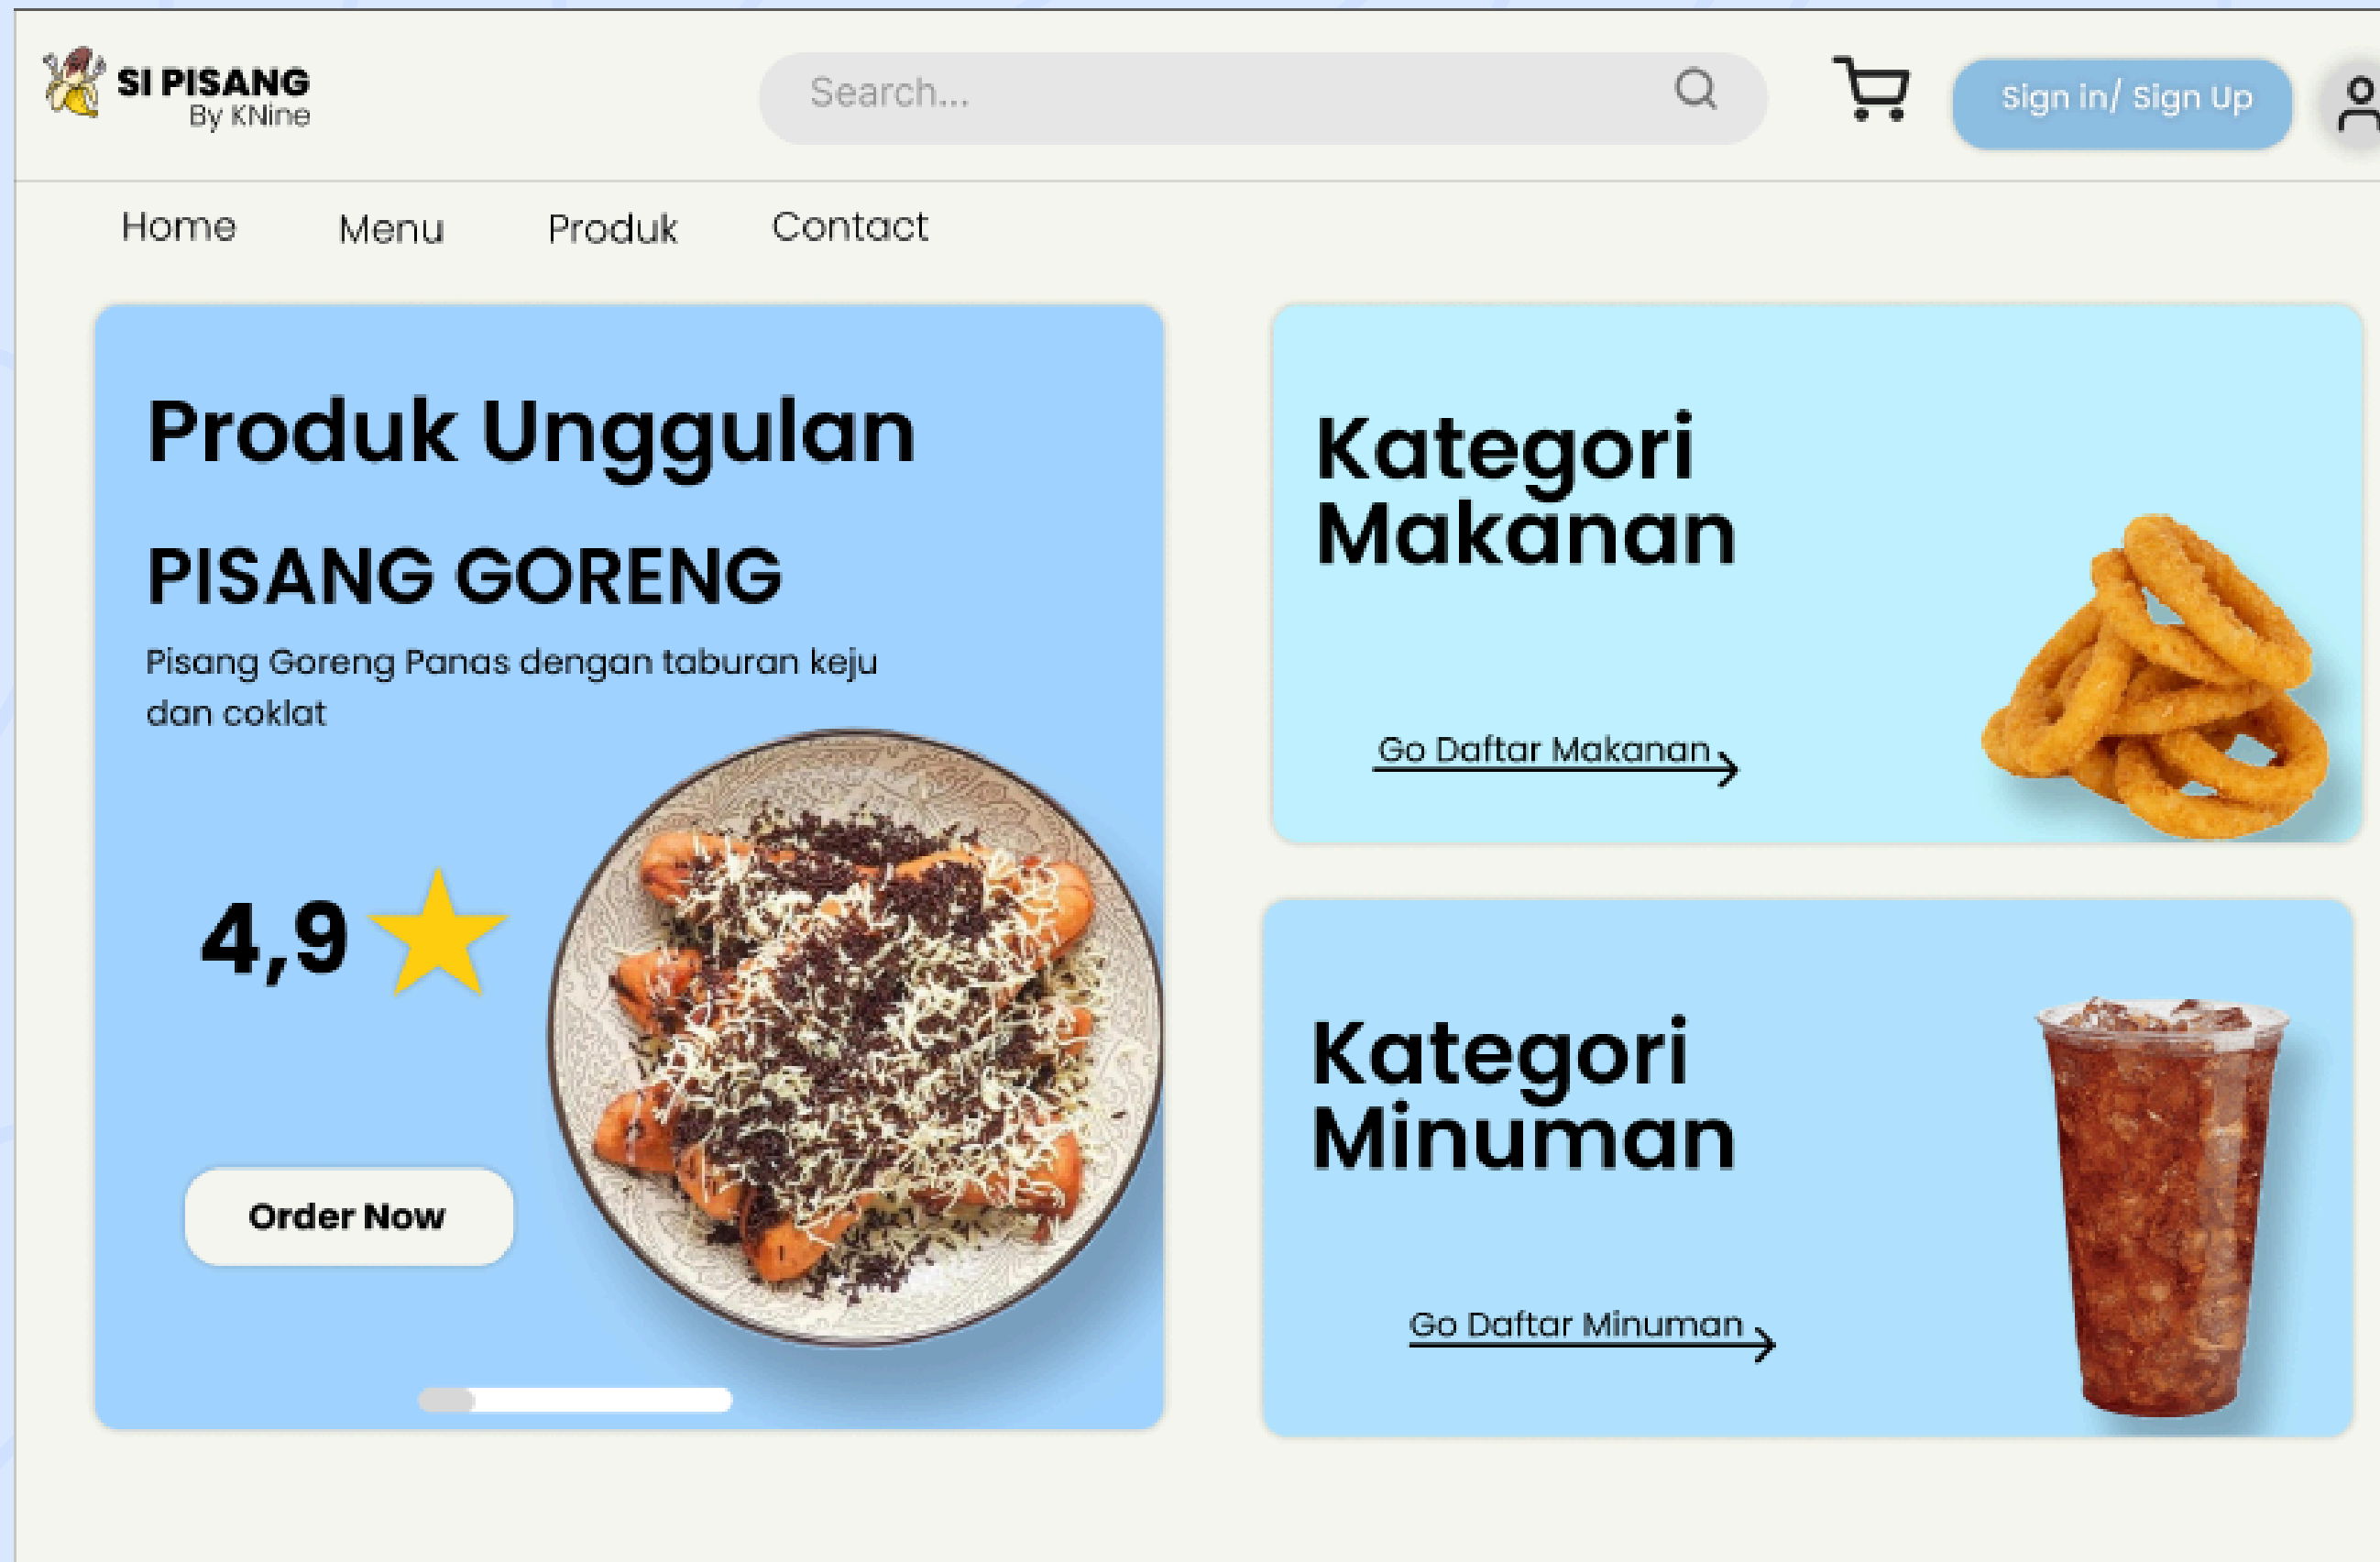 SI PISANG
By KNine
Search...
Sign in/ Sign Up
Home
Menu
Produk
Contact
Produk Unggulan
PISANG GORENG
Pisang Goreng Panas dengan taburan keju
dan coklat
4,9
Order Now
Kategori
Makanan
Go Daftar Makanan
Kategori
Minuman
Go Daftar Minuman